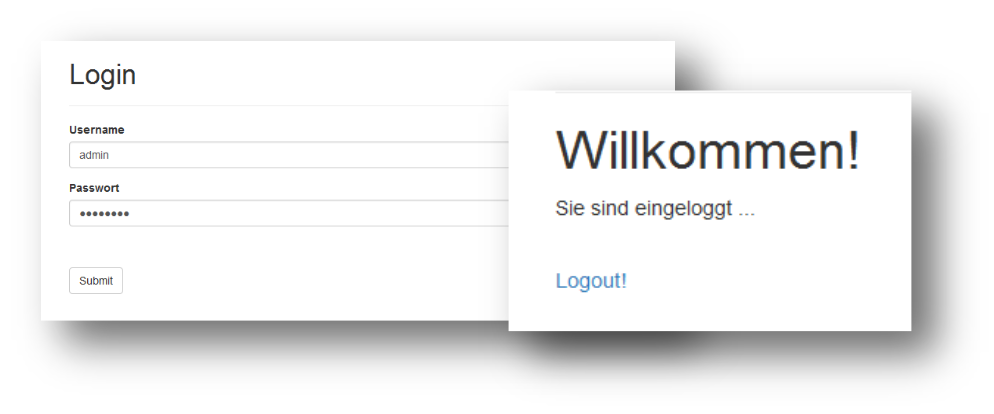 Login
Username
admin
Passwort
••••••••
Submit
Willkommen!
Sie sind eingeloggt ...
Logout!